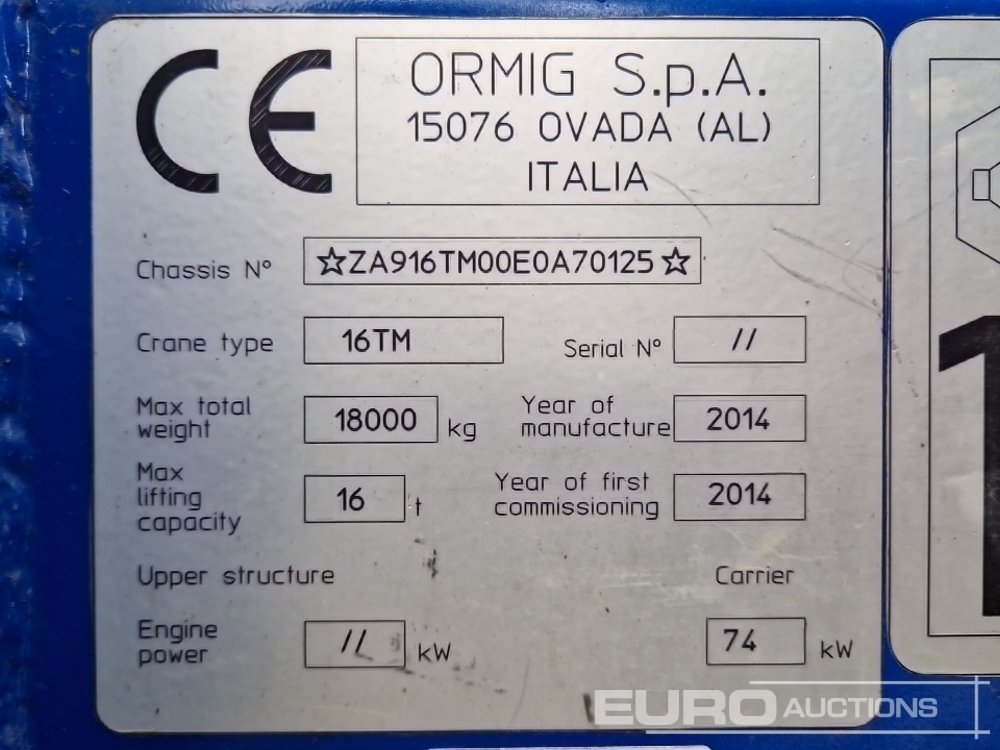 CE
ORMIG S.p.A.
15076 OVADA (AL)
ITALIA
Chassis N° ☆ZA916TM00E0A70125☆
Crane type 16TM Serial N° //
Max total weight 18000 kg
Year of manufacture 2014
Max lifting capacity 16 t
Year of first commissioning 2014
Upper structure Carrier
Engine power // kW 74 kW
EURO AUCTIONS